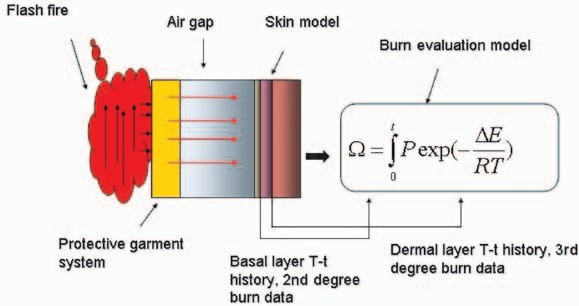 Flash fire
Air gap
Skin model
Burn evaluation model
Ω = ∫₀ᵗ P exp(−ΔE/RT)
Protective garment
system
Basal layer T-t
history, 2nd degree
burn data
Dermal layer T-t history, 3rd
degree burn data